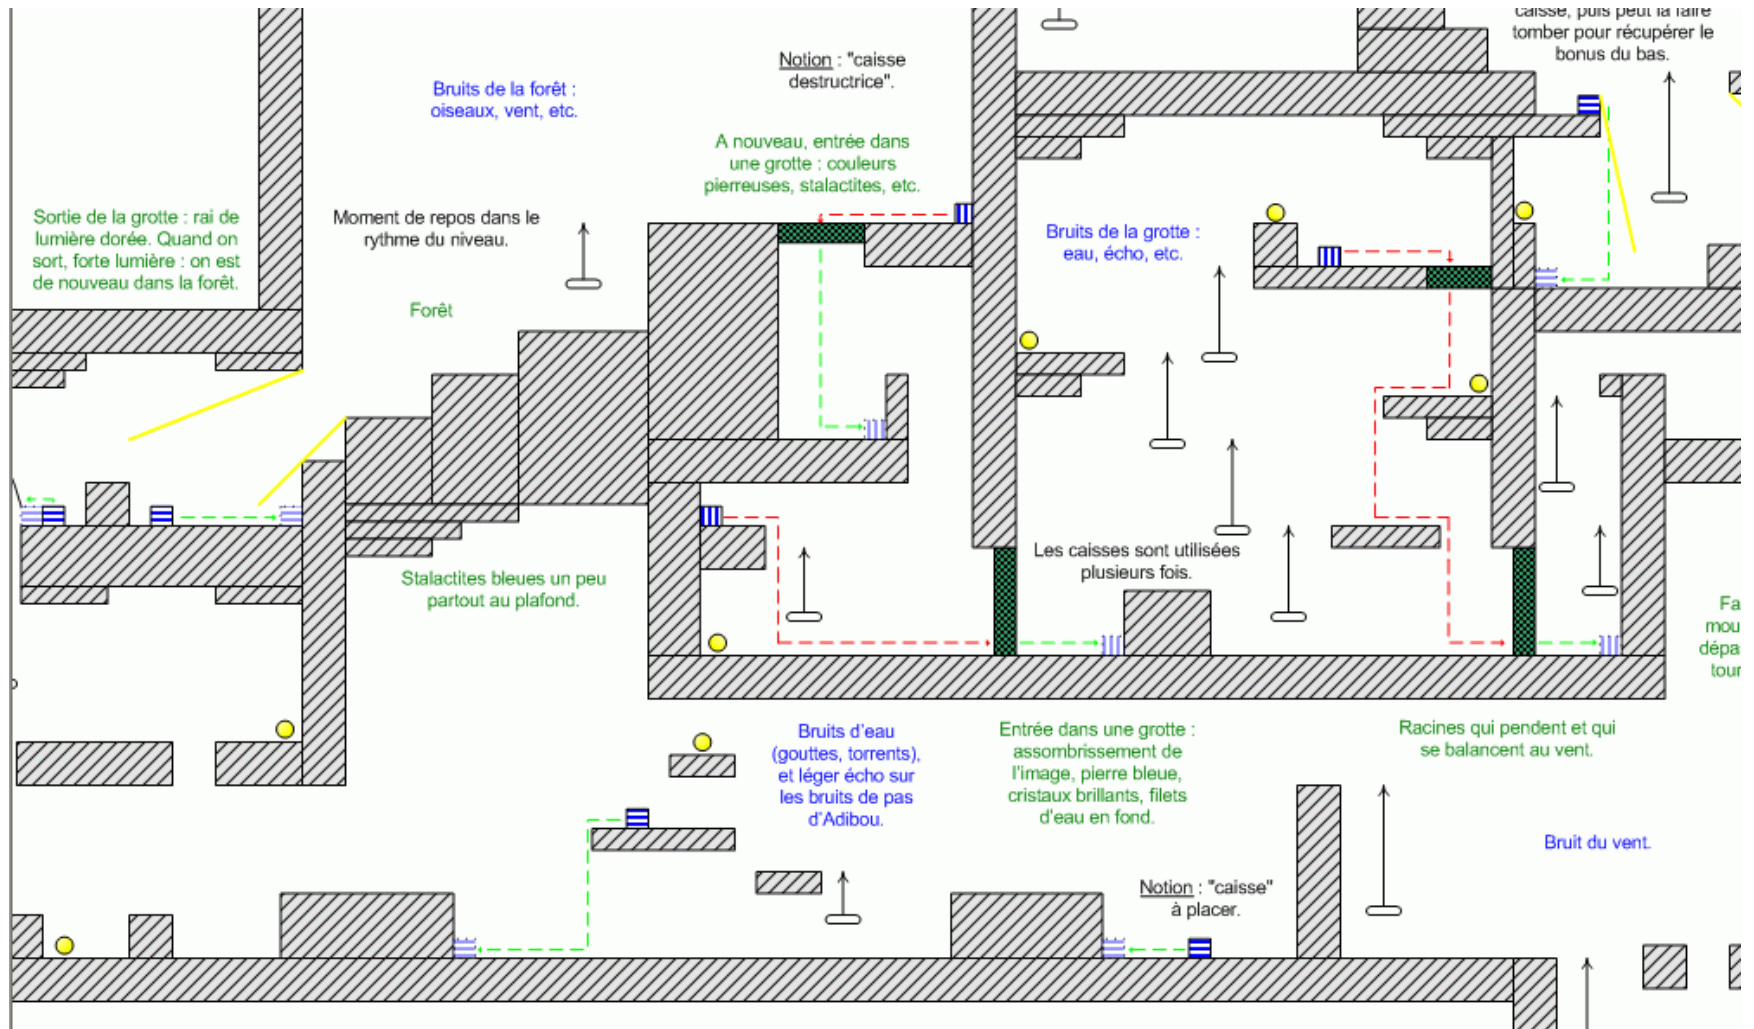 caisse, puis peut la faire
tomber pour récupérer le
bonus du bas.
Notion : "caisse
destructrice".
Bruits de la forêt :
oiseaux, vent, etc.
A nouveau, entrée dans
une grotte : couleurs
pierreuses, stalactites, etc.
Sortie de la grotte : rai de
lumière dorée. Quand on
sort, forte lumière : on est
de nouveau dans la forêt.
Moment de repos dans le
rythme du niveau.
Bruits de la grotte :
eau, écho, etc.
Forêt
Les caisses sont utilisées
plusieurs fois.
Stalactites bleues un peu
partout au plafond.
Fa
mou
dépa
tour
Bruits d'eau
(gouttes, torrents),
et léger écho sur
les bruits de pas
d'Adibou.
Entrée dans une grotte :
assombrissement de
l'image, pierre bleue,
cristaux brillants, filets
d'eau en fond.
Racines qui pendent et qui
se balancent au vent.
Bruit du vent.
Notion : "caisse"
à placer.